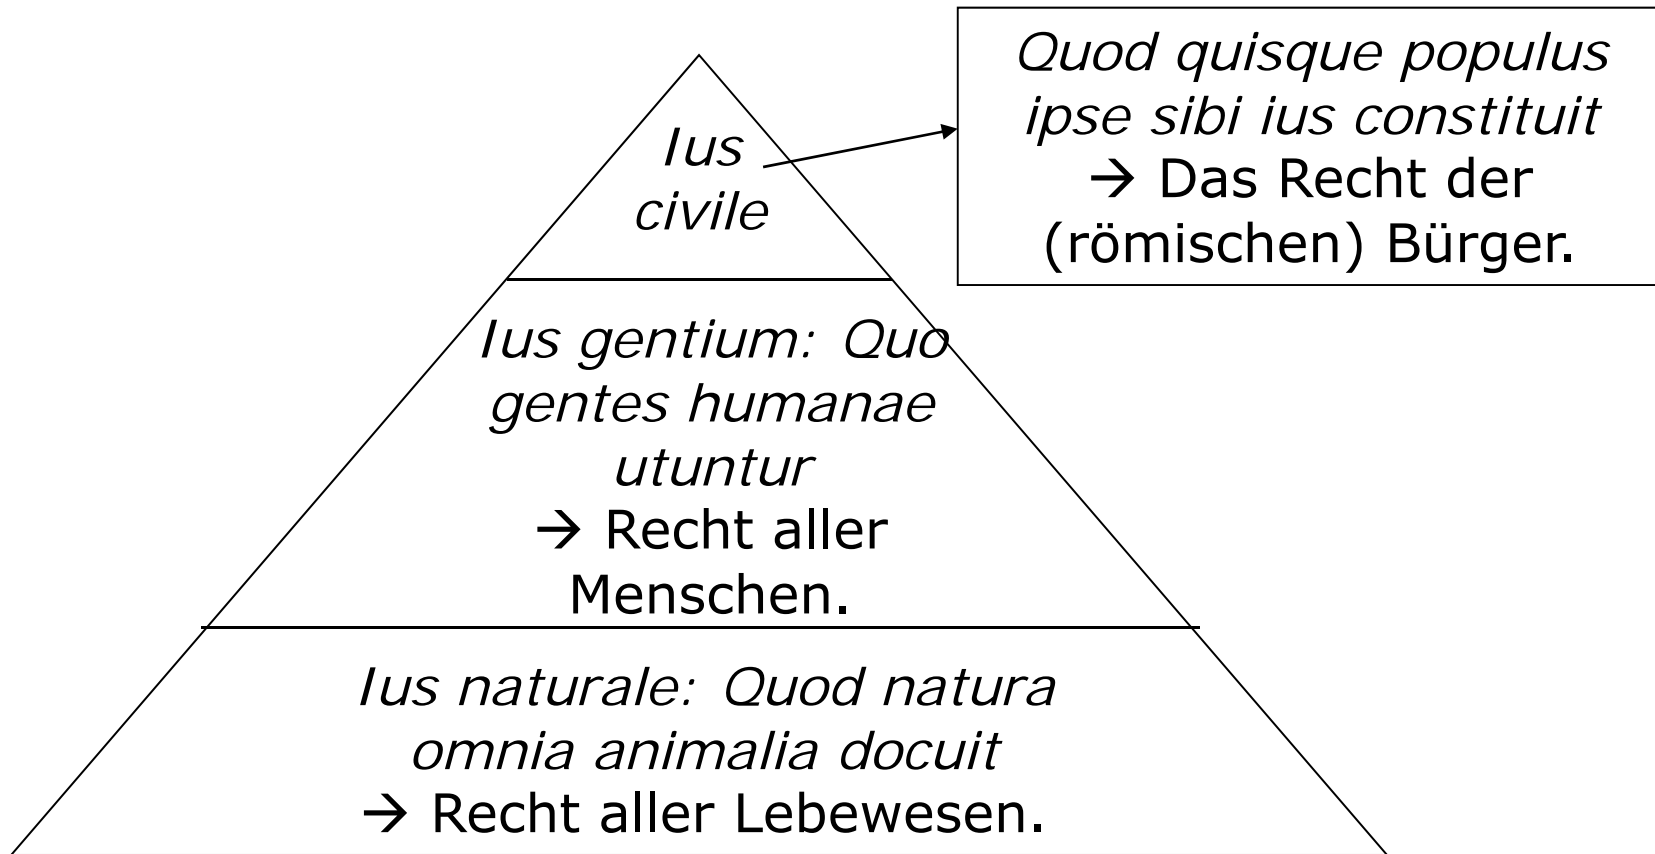 Ius
civile
Quod quisque populus
ipse sibi ius constituit
→ Das Recht der
(römischen) Bürger.
Ius gentium: Quo
gentes humanae
utuntur
→ Recht aller
Menschen.
Ius naturale: Quod natura
omnia animalia docuit
→ Recht aller Lebewesen.